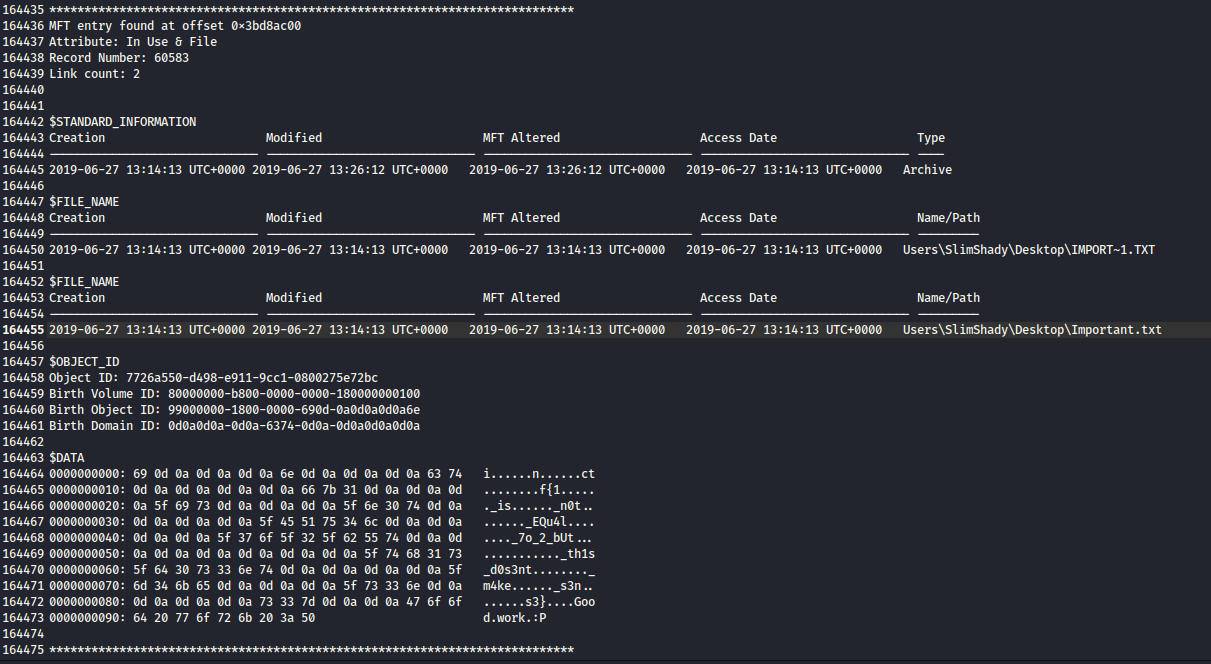 164435 ***************************************************************************
164436 MFT entry found at offset 0×3bd8ac00
164437 Attribute: In Use & File
164438 Record Number: 60583
164439 Link count: 2
164440
164441
164442 $STANDARD_INFORMATION
164443 Creation Modified MFT Altered Access Date Type
164444 ------------------------------ ------------------------------ ------------------------------ ------------------------------ ----
164445 2019-06-27 13:14:13 UTC+0000 2019-06-27 13:26:12 UTC+0000 2019-06-27 13:26:12 UTC+0000 2019-06-27 13:14:13 UTC+0000 Archive
164446
164447 $FILE_NAME
164448 Creation Modified MFT Altered Access Date Name/Path
164449 ------------------------------ ------------------------------ ------------------------------ ------------------------------ ---------
164450 2019-06-27 13:14:13 UTC+0000 2019-06-27 13:14:13 UTC+0000 2019-06-27 13:14:13 UTC+0000 2019-06-27 13:14:13 UTC+0000 Users\SlimShady\Desktop\IMPORT~1.TXT
164451
164452 $FILE_NAME
164453 Creation Modified MFT Altered Access Date Name/Path
164454 ------------------------------ ------------------------------ ------------------------------ ------------------------------ ---------
164455 2019-06-27 13:14:13 UTC+0000 2019-06-27 13:14:13 UTC+0000 2019-06-27 13:14:13 UTC+0000 2019-06-27 13:14:13 UTC+0000 Users\SlimShady\Desktop\Important.txt
164456
164457 $OBJECT_ID
164458 Object ID: 7726a550-d498-e911-9cc1-0800275e72bc
164459 Birth Volume ID: 80000000-b800-0000-0000-180000000100
164460 Birth Object ID: 99000000-1800-0000-690d-0a0d0a0d0a6e
164461 Birth Domain ID: 0d0a0d0a-0d0a-6374-0d0a-0d0a0d0a0d0a
164462
164463 $DATA
164464 0000000000: 69 0d 0a 0d 0a 0d 0a 6e 0d 0a 0d 0a 0d 0a 63 74 i......n......ct
164465 0000000010: 0d 0a 0d 0a 0d 0a 0d 0a 66 7b 31 0d 0a 0d 0a 0d ........f{1.....
164466 0000000020: 0a 5f 69 73 0d 0a 0d 0a 0d 0a 5f 6e 30 74 0d 0a ._is......_n0t..
164467 0000000030: 0d 0a 0d 0a 0d 0a 5f 45 51 75 34 6c 0d 0a 0d 0a ......_EQu4l....
164468 0000000040: 0d 0a 0d 0a 5f 37 6f 5f 32 5f 62 55 74 0d 0a 0d ...._7o_2_bUt...
164469 0000000050: 0a 0d 0a 0d 0a 0d 0a 0d 0a 0d 0a 5f 74 68 31 73 ..........._th1s
164470 0000000060: 5f 64 30 73 33 6e 74 0d 0a 0d 0a 0d 0a 0d 0a 5f _d0s3nt........_
164471 0000000070: 6d 34 6b 65 0d 0a 0d 0a 0d 0a 5f 73 33 6e 0d 0a m4ke......_s3n..
164472 0000000080: 0d 0a 0d 0a 0d 0a 73 33 7d 0d 0a 0d 0a 47 6f 6f ......s3}....Goo
164473 0000000090: 64 20 77 6f 72 6b 20 3a 50 d.work.:P
164474
164475 ***************************************************************************